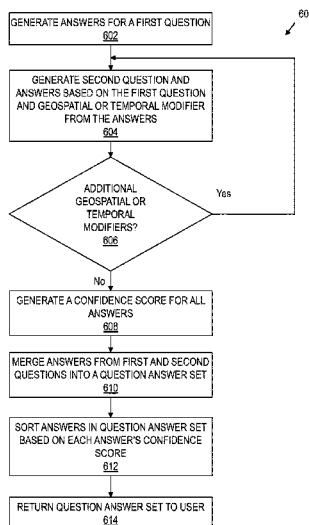 60
GENERATE ANSWERS FOR A FIRST QUESTION
602
GENERATE SECOND QUESTION AND
ANSWERS BASED ON THE FIRST QUESTION
AND GEOSPATIAL OR TEMPORAL MODIFIER
FROM THE ANSWERS
604
ADDITIONAL
GEOSPATIAL OR
TEMPORAL
MODIFIERS?
606
Yes
No
GENERATE A CONFIDENCE SCORE FOR ALL
ANSWERS
608
MERGE ANSWERS FROM FIRST AND SECOND
QUESTIONS INTO A QUESTION ANSWER SET
610
SORT ANSWERS IN QUESTION ANSWER SET
BASED ON EACH ANSWER'S CONFIDENCE
SCORE
612
RETURN QUESTION ANSWER SET TO USER
614